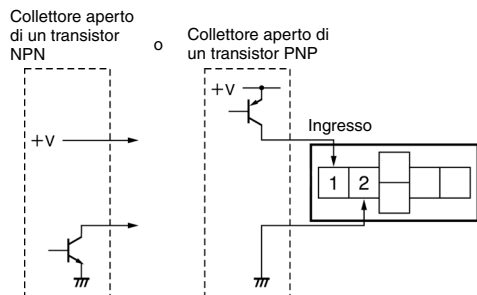 Collettore aperto
di un transistor
NPN
o
Collettore aperto di
un transistor PNP
+V
+V
Ingresso
1 2